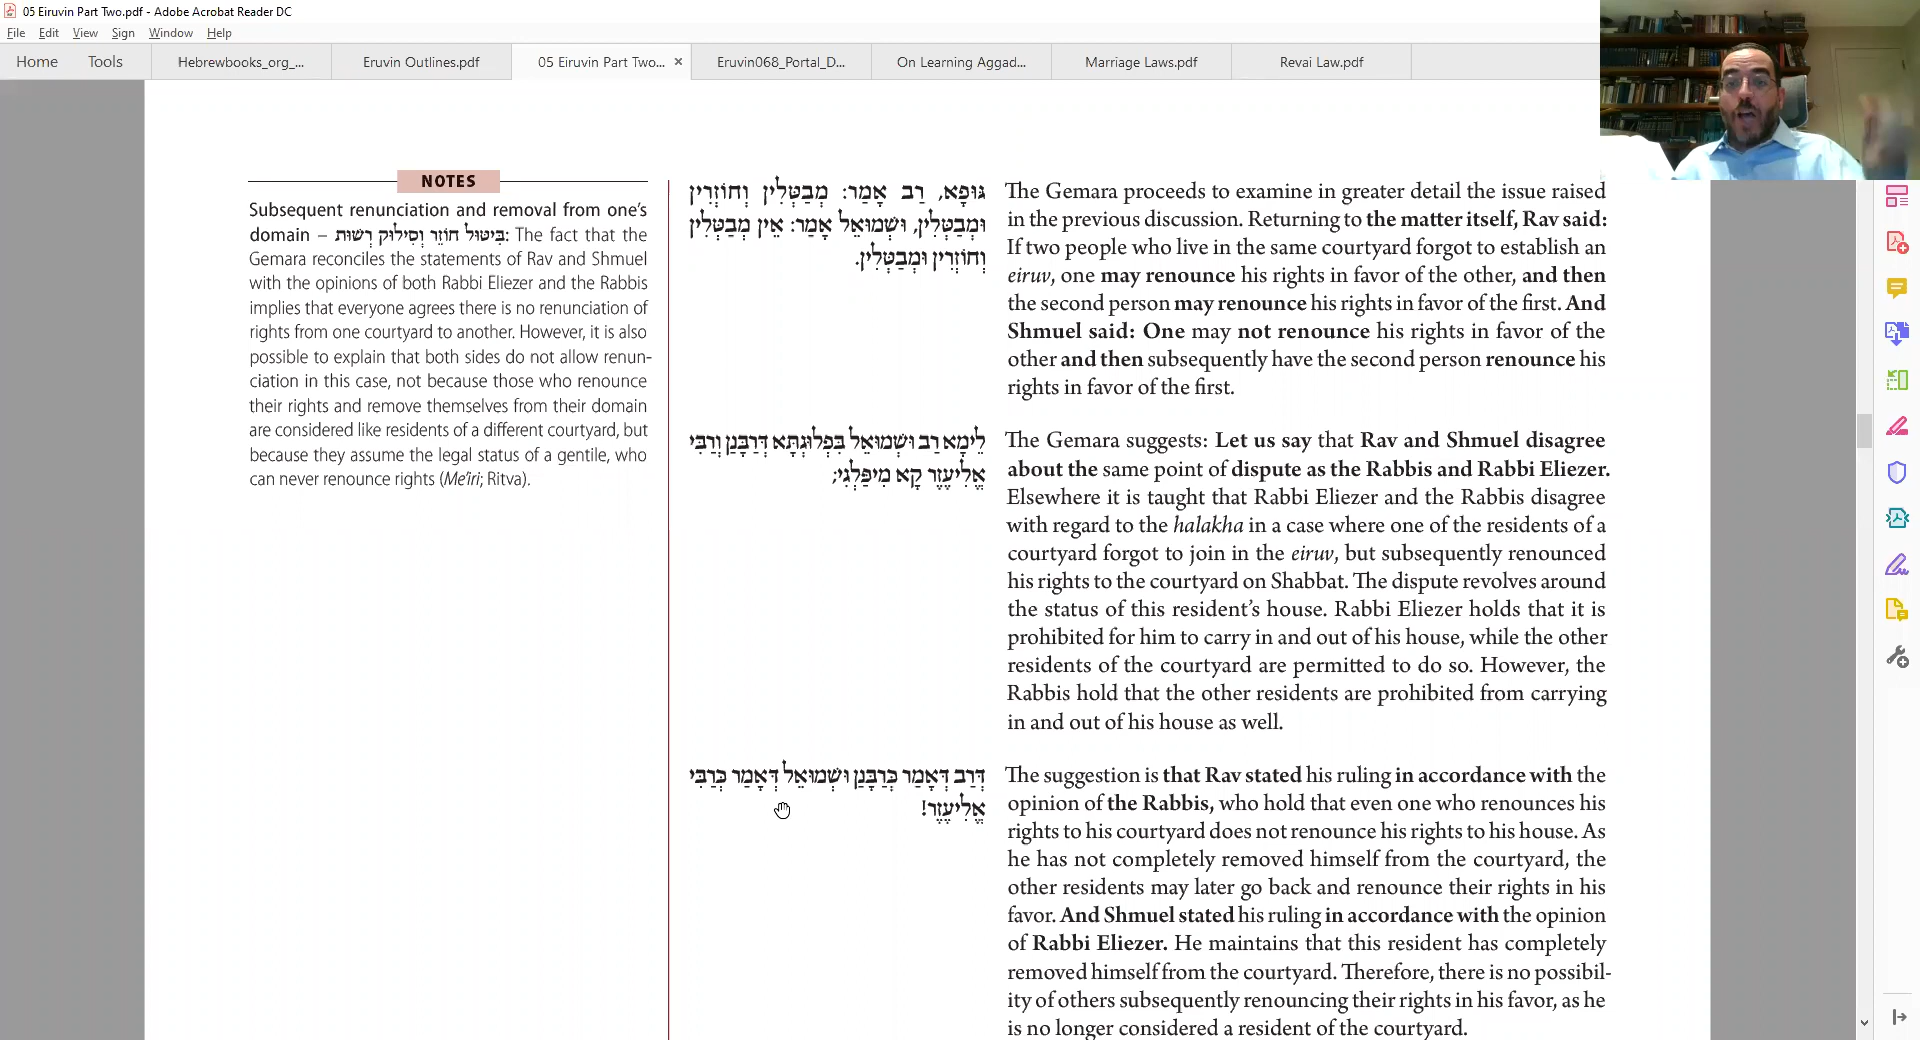 05 Eiruvin Part Two.pdf - Adobe Acrobat Reader DC
File Edit View Sign Window Help
Home Tools Hebrewbooks_org_... Eruvin Outlines.pdf 05 Eiruvin Part Two... × Eruvin068_Portal_D... On Learning Aggad... Marriage Laws.pdf Revai Law.pdf
NOTES
Subsequent renunciation and removal from one's
domain – בִּיטּוּל חוֹזֵר וְסִילּוּק רְשׁוּת: The fact that the
Gemara reconciles the statements of Rav and Shmuel
with the opinions of both Rabbi Eliezer and the Rabbis
implies that everyone agrees there is no renunciation of
rights from one courtyard to another. However, it is also
possible to explain that both sides do not allow renun-
ciation in this case, not because those who renounce
their rights and remove themselves from their domain
are considered like residents of a different courtyard, but
because they assume the legal status of a gentile, who
can never renounce rights (Me'iri; Ritva).
גּוּפָא, רַב אָמַר: מְבַטְּלִין וְחוֹזְרִין
וּמְבַטְּלִין, וּשְׁמוּאֵל אָמַר: אֵין מְבַטְּלִין
וְחוֹזְרִין וּמְבַטְּלִין.
The Gemara proceeds to examine in greater detail the issue raised
in the previous discussion. Returning to the matter itself, Rav said:
If two people who live in the same courtyard forgot to establish an
eiruv, one may renounce his rights in favor of the other, and then
the second person may renounce his rights in favor of the first. And
Shmuel said: One may not renounce his rights in favor of the
other and then subsequently have the second person renounce his
rights in favor of the first.
לֵימָא רַב וּשְׁמוּאֵל בִּפְלוּגְתָּא דְּרַבָּנַן וְרַבִּי
אֱלִיעֶזֶר קָא מִיפַּלְגִי;
The Gemara suggests: Let us say that Rav and Shmuel disagree
about the same point of dispute as the Rabbis and Rabbi Eliezer.
Elsewhere it is taught that Rabbi Eliezer and the Rabbis disagree
with regard to the halakha in a case where one of the residents of a
courtyard forgot to join in the eiruv, but subsequently renounced
his rights to the courtyard on Shabbat. The dispute revolves around
the status of this resident's house. Rabbi Eliezer holds that it is
prohibited for him to carry in and out of his house, while the other
residents of the courtyard are permitted to do so. However, the
Rabbis hold that the other residents are prohibited from carrying
in and out of his house as well.
דְּרַב דְּאָמַר כְּרַבָּנַן וּשְׁמוּאֵל דְּאָמַר כְּרַבִּי
אֱלִיעֶזֶר!
The suggestion is that Rav stated his ruling in accordance with the
opinion of the Rabbis, who hold that even one who renounces his
rights to his courtyard does not renounce his rights to his house. As
he has not completely removed himself from the courtyard, the
other residents may later go back and renounce their rights in his
favor. And Shmuel stated his ruling in accordance with the opinion
of Rabbi Eliezer. He maintains that this resident has completely
removed himself from the courtyard. Therefore, there is no possibil-
ity of others subsequently renouncing their rights in his favor, as he
is no longer considered a resident of the courtyard.